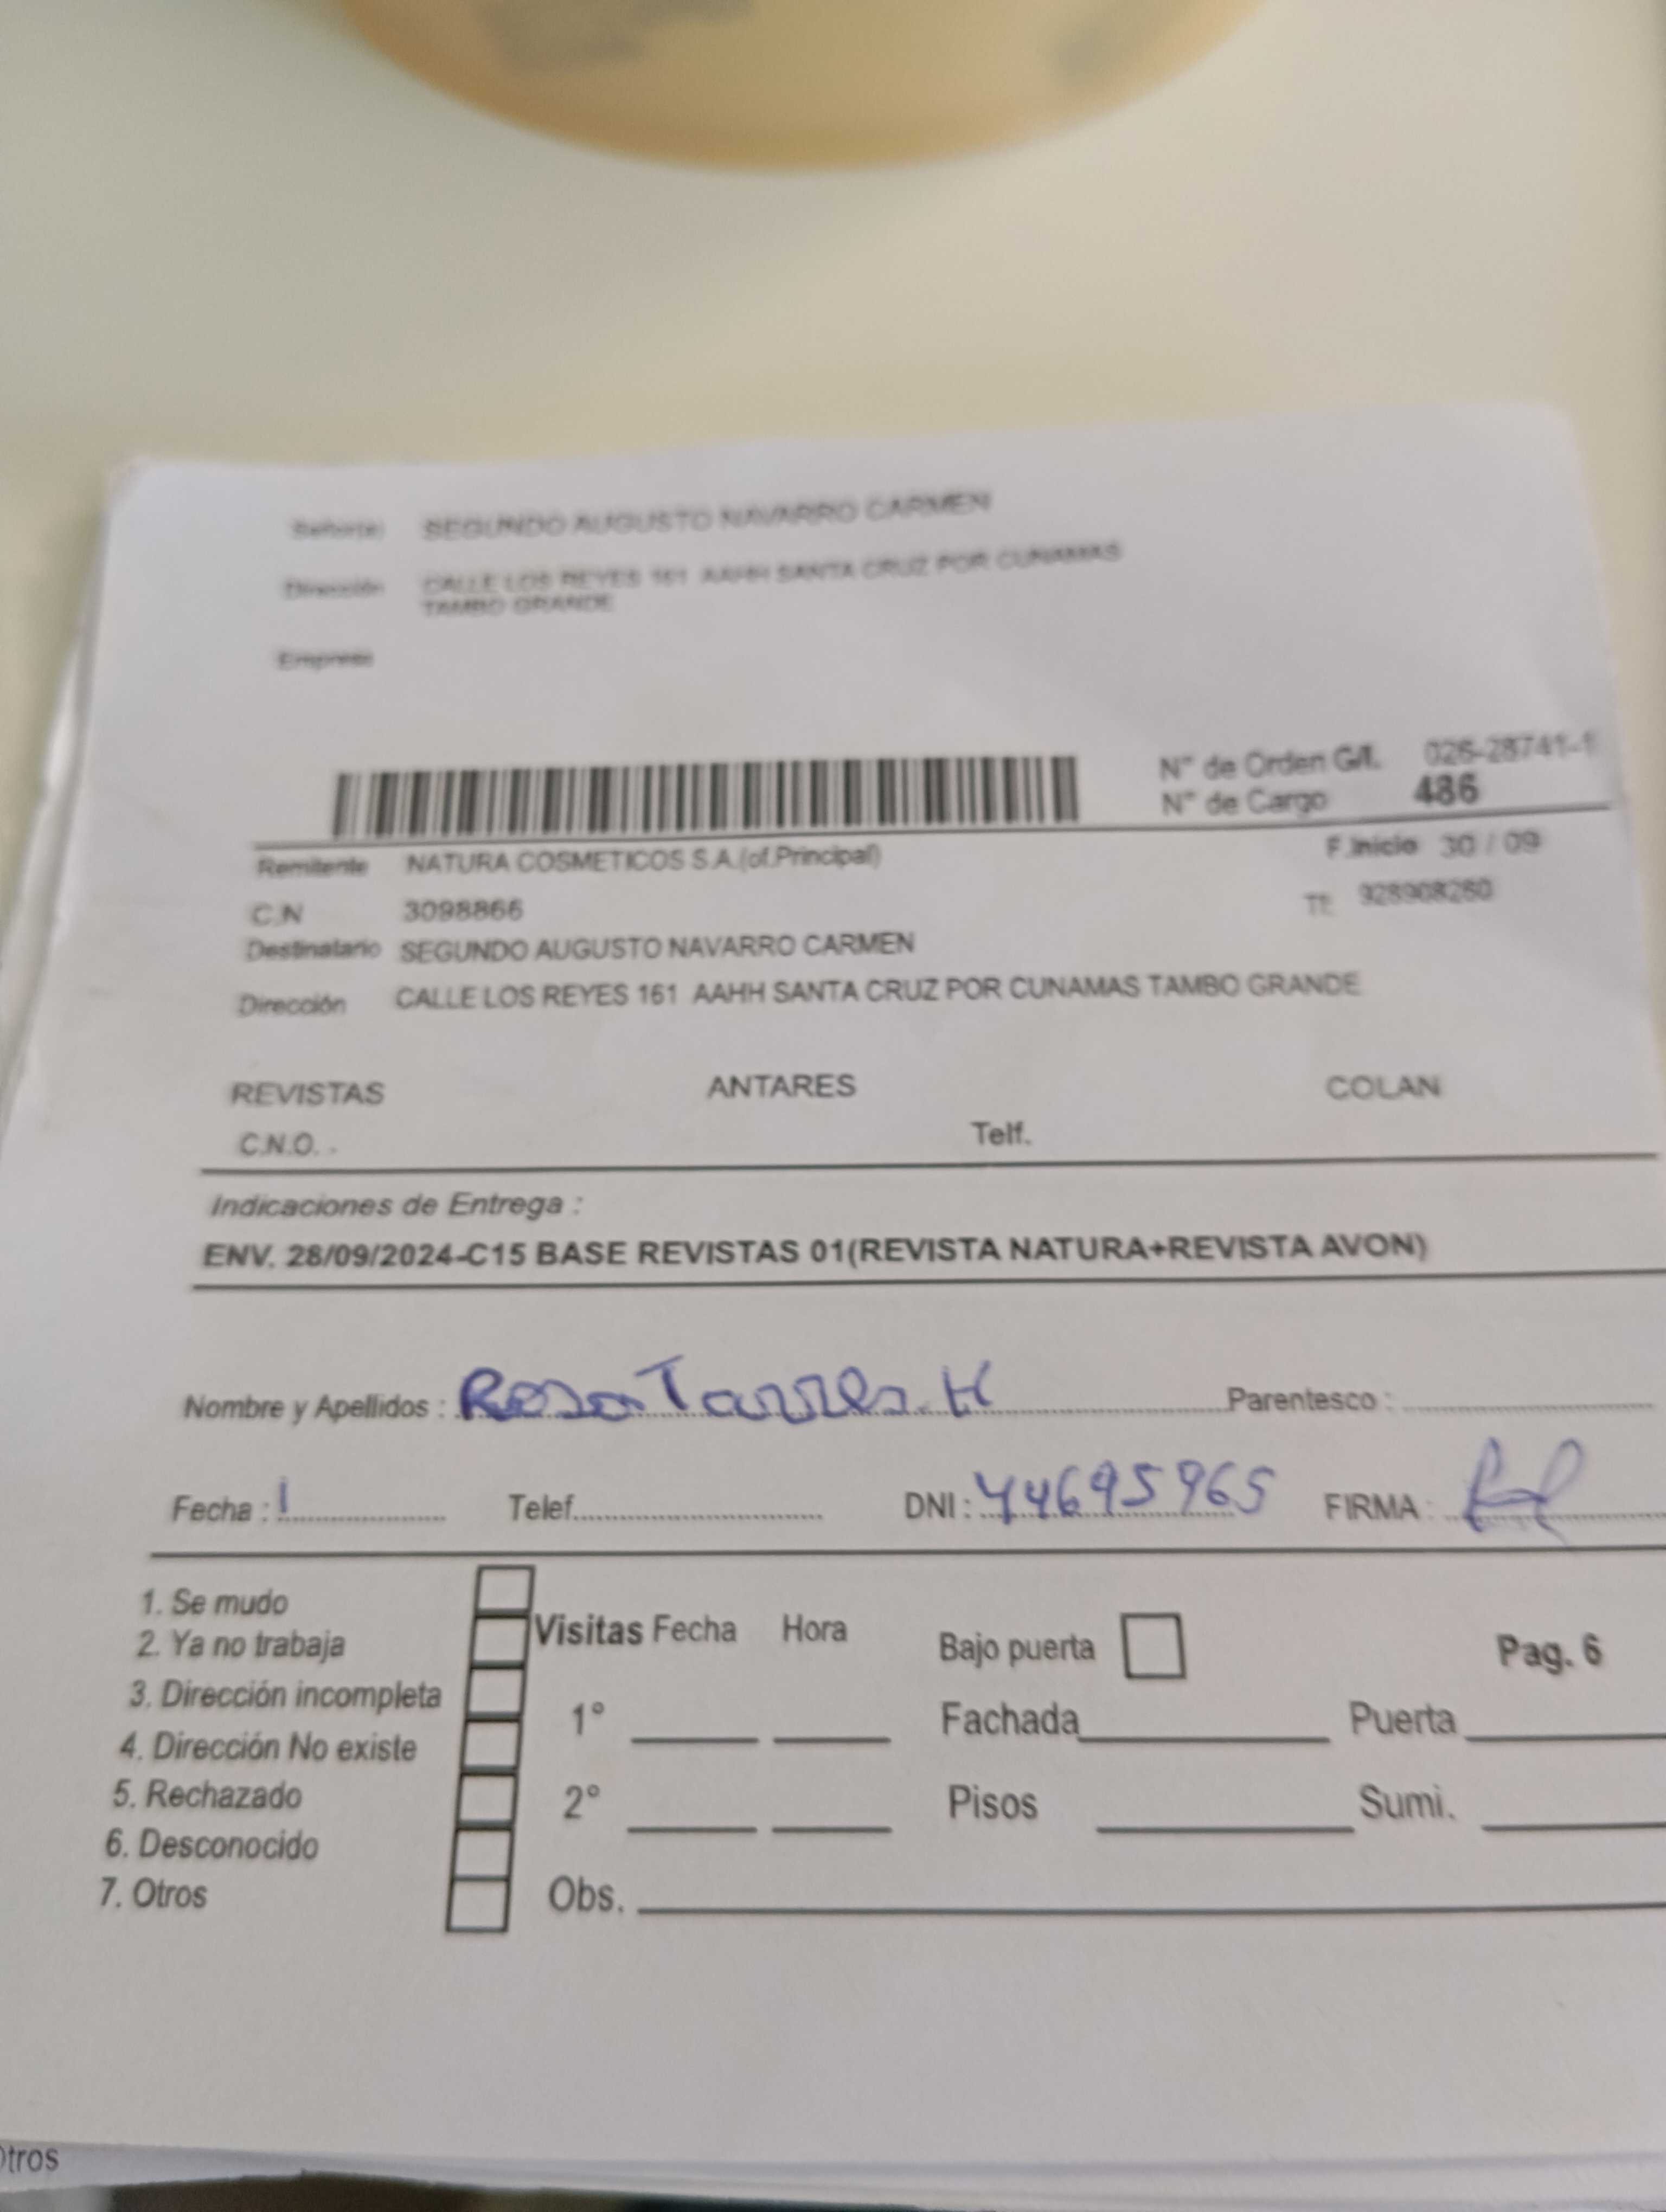 Señor(a) SEGUNDO AUGUSTO NAVARRO CARMEN
Dirección CALLE LOS REYES 161 AAHH SANTA CRUZ POR CUNAMAS
TAMBO GRANDE
Empresa
N° de Orden G/I. 026-28741-1
N° de Cargo 486
Remitente NATURA COSMETICOS S.A.(of.Principal) F.Inicio 30 / 09
C.N 3098866 Tf: 928908260
Destinatario SEGUNDO AUGUSTO NAVARRO CARMEN
Dirección CALLE LOS REYES 161 AAHH SANTA CRUZ POR CUNAMAS TAMBO GRANDE
REVISTAS ANTARES COLAN
C.N.O. . Telf.
Indicaciones de Entrega :
ENV. 28/09/2024-C15 BASE REVISTAS 01(REVISTA NATURA+REVISTA AVON)
Nombre y Apellidos : Rosa Torres. H Parentesco :
Fecha : 1 Telef. DNI : 44695965 FIRMA :
1. Se mudo
2. Ya no trabaja
3. Dirección incompleta
4. Dirección No existe
5. Rechazado
6. Desconocido
7. Otros
Visitas Fecha Hora
1°
2°
Obs.
Bajo puerta Pag. 6
Fachada Puerta
Pisos Sumi.
Otros